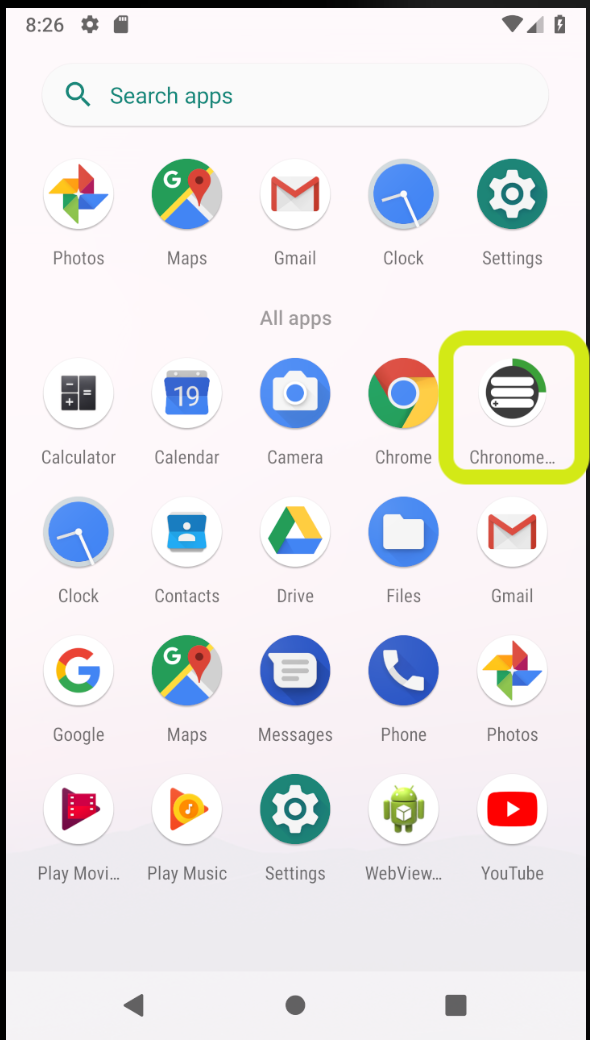 8:26
Search apps
Photos Maps Gmail Clock Settings
All apps
Calculator Calendar Camera Chrome Chronome...
19
Clock Contacts Drive Files Gmail
Google Maps Messages Phone Photos
Play Movi... Play Music Settings WebView... YouTube